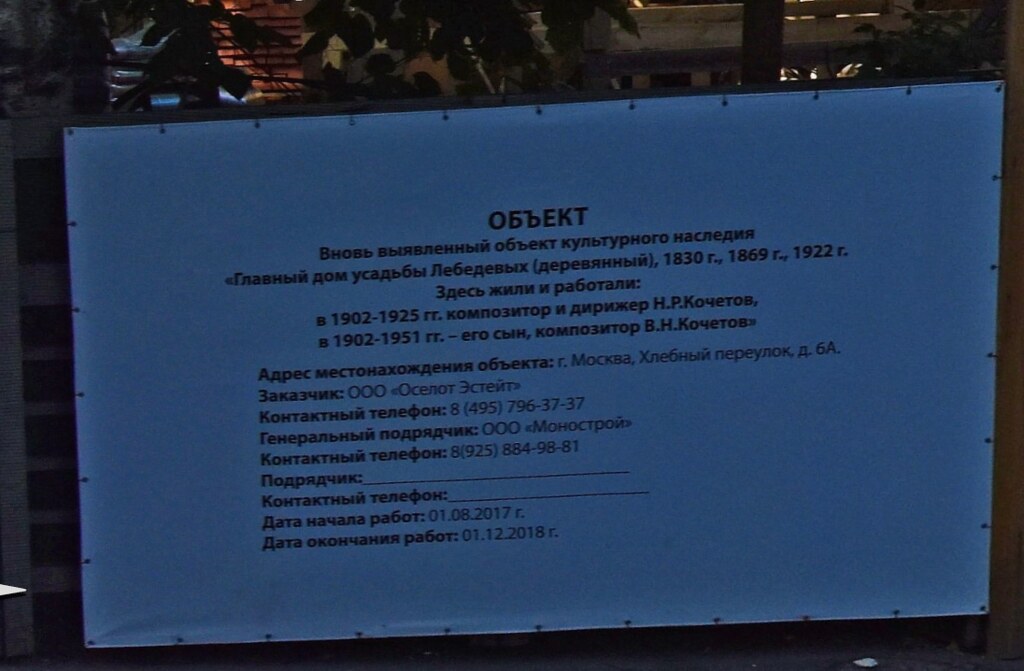 ОБЪЕКТ
Вновь выявленный объект культурного наследия
«Главный дом усадьбы Лебедевых (деревянный), 1830 г., 1869 г., 1922 г.
Здесь жили и работали:
в 1902-1925 гг. композитор и дирижер Н.Р.Кочетов,
в 1902-1951 гг. – его сын, композитор В.Н.Кочетов»
Адрес местонахождения объекта: г. Москва, Хлебный переулок, д. 6А.
Заказчик: ООО «Оселот Эстейт»
Контактный телефон: 8 (495) 796-37-37
Генеральный подрядчик: ООО «Монострой»
Контактный телефон: 8(925) 884-98-81
Подрядчик:____________________
Контактный телефон:_______________
Дата начала работ: 01.08.2017 г.
Дата окончания работ: 01.12.2018 г.